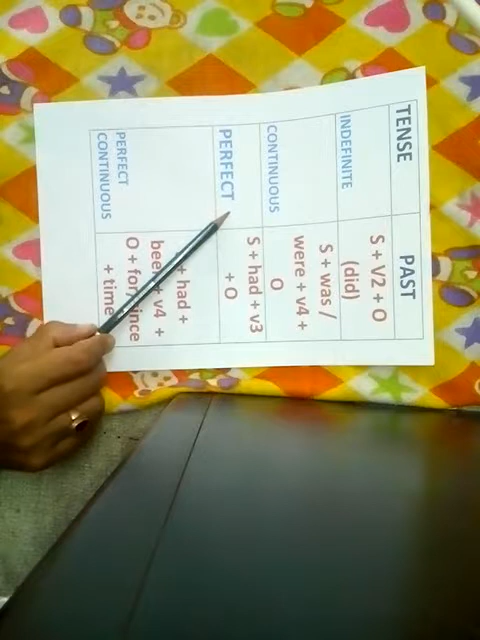 TENSE
PAST
INDEFINITE
S + V2 + O
(did)
CONTINUOUS
S + was /
were + v4 +
O
PERFECT
S + had + v3
+ O
PERFECT
CONTINUOUS
+ had +
been + v4 +
O + for/since
+ time